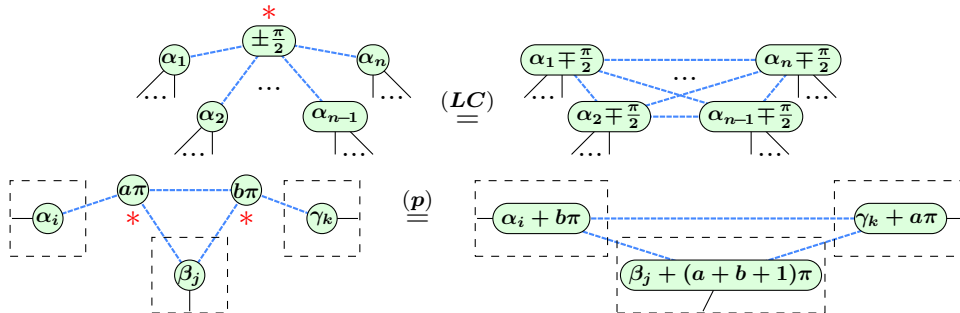 *
± π/2
α₁ αₙ
α₂ ... αₙ₋₁
... ...
... ...
(LC)
=
α₁ ∓ π/2 ... αₙ ∓ π/2
α₂ ∓ π/2 αₙ₋₁ ∓ π/2
... ...
... ...
aπ bπ
* *
αᵢ γₖ
βⱼ
(p)
=
αᵢ + bπ γₖ + aπ
βⱼ + (a + b + 1)π